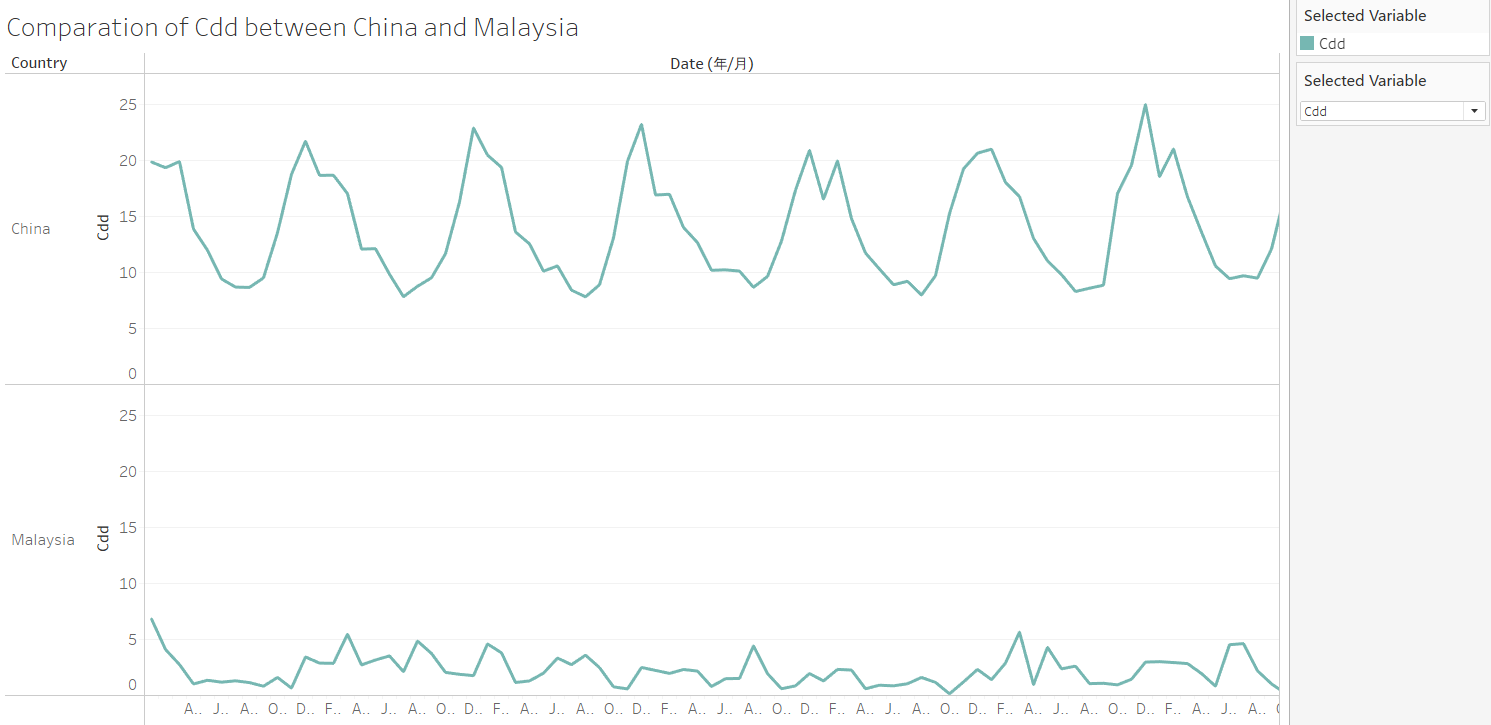 Comparation of Cdd between China and Malaysia
Selected Variable
Cdd
Selected Variable
Cdd
Country
Date (年/月)
25
20
15
10
5
0
China
Cdd
25
20
15
10
5
0
Malaysia
Cdd
A.. J.. A.. O.. D.. F.. A.. J.. A.. O.. D.. F.. A.. J.. A.. O.. D.. F.. A.. J.. A.. O.. D.. F.. A.. J.. A.. O.. D.. F.. A.. J.. A.. O.. D.. F.. A.. J.. A..